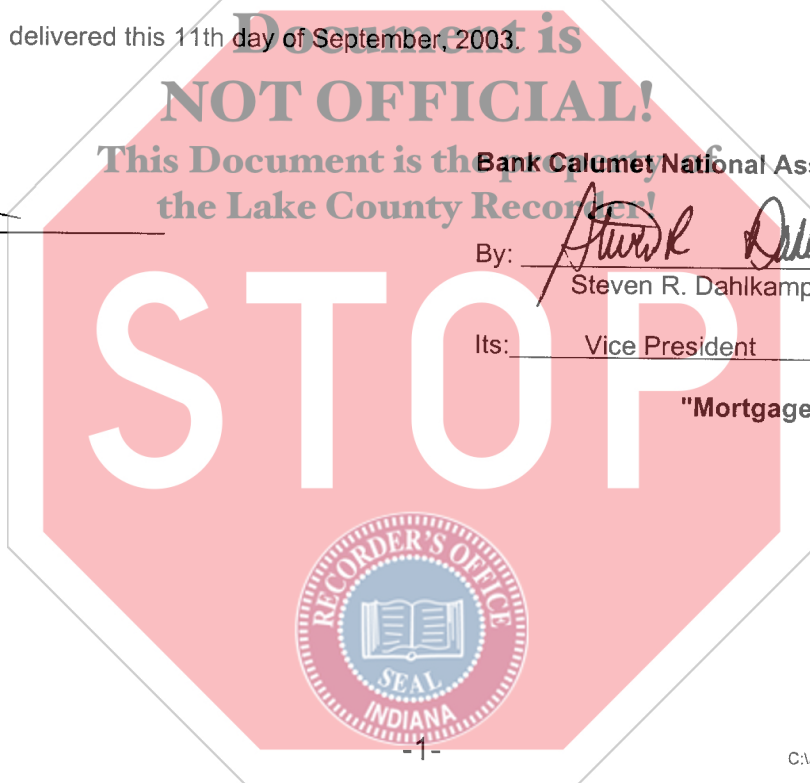 Document is
delivered this 11th day of September, 2003.
NOT OFFICIAL!
This Document is the property of
the Lake County Recorder!
Bank Calumet National Ass
By:
Steven R. Dahlkamp
Its: Vice President
"Mortgage
STOP
RECORDER'S OFFICE
SEAL
INDIANA
-1-
C:\